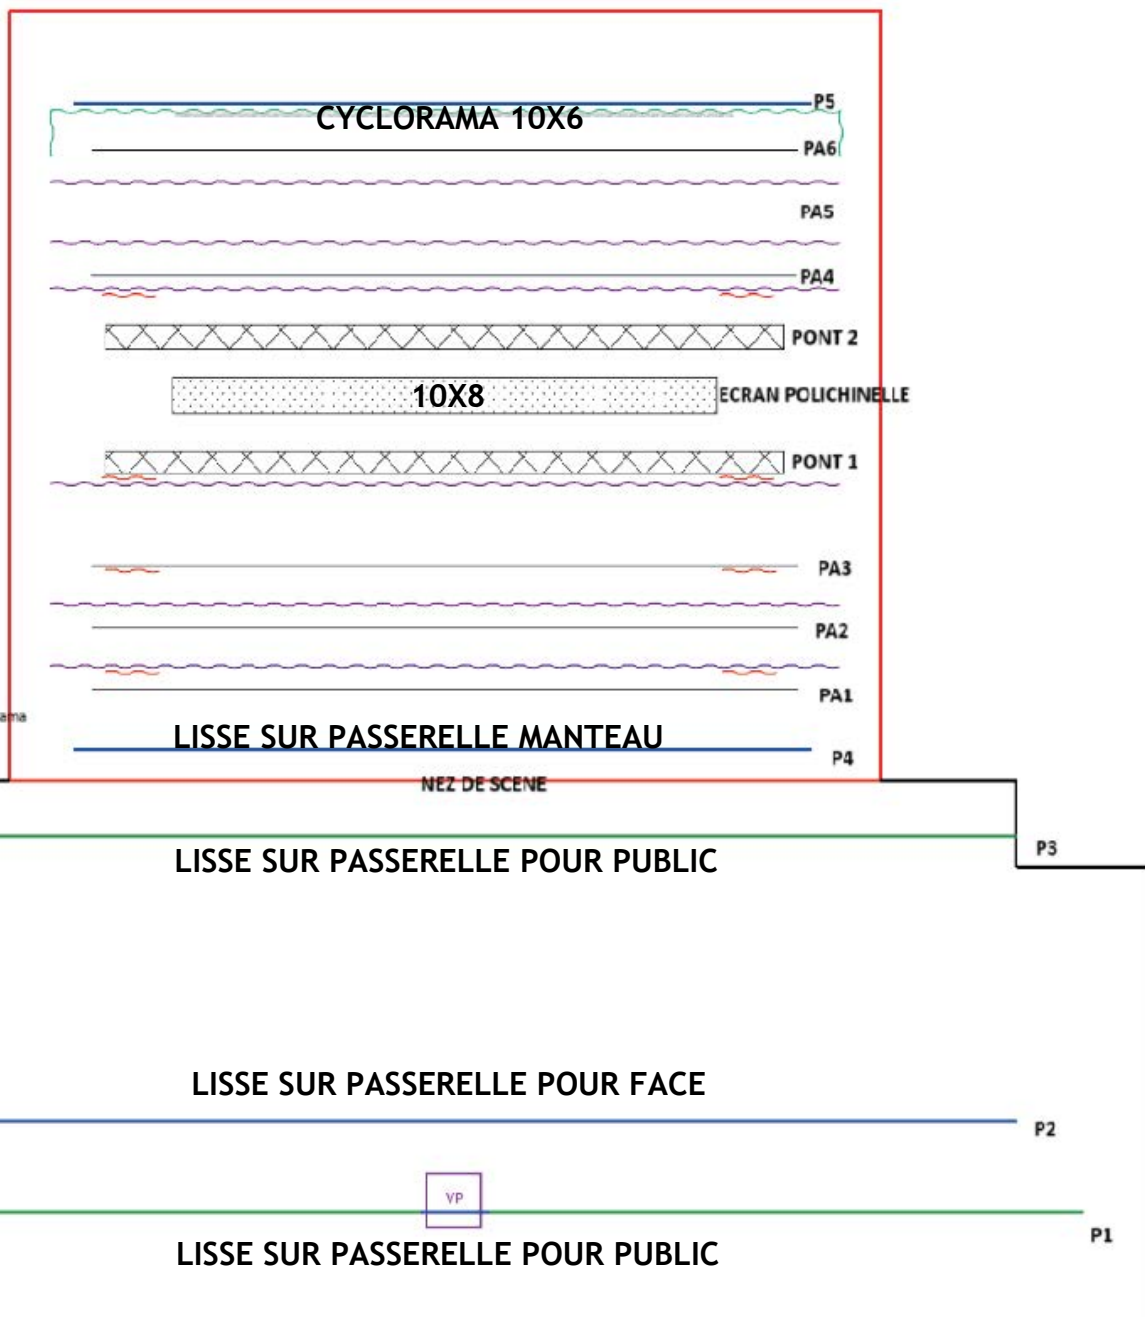 P5
CYCLORAMA 10X6
PA6
PA5
PA4
PONT 2
10X8
ECRAN POLICHINELLE
PONT 1
PA3
PA2
PA1
ama
LISSE SUR PASSERELLE MANTEAU
P4
NEZ DE SCENE
P3
LISSE SUR PASSERELLE POUR PUBLIC
LISSE SUR PASSERELLE POUR FACE
P2
VP
P1
LISSE SUR PASSERELLE POUR PUBLIC